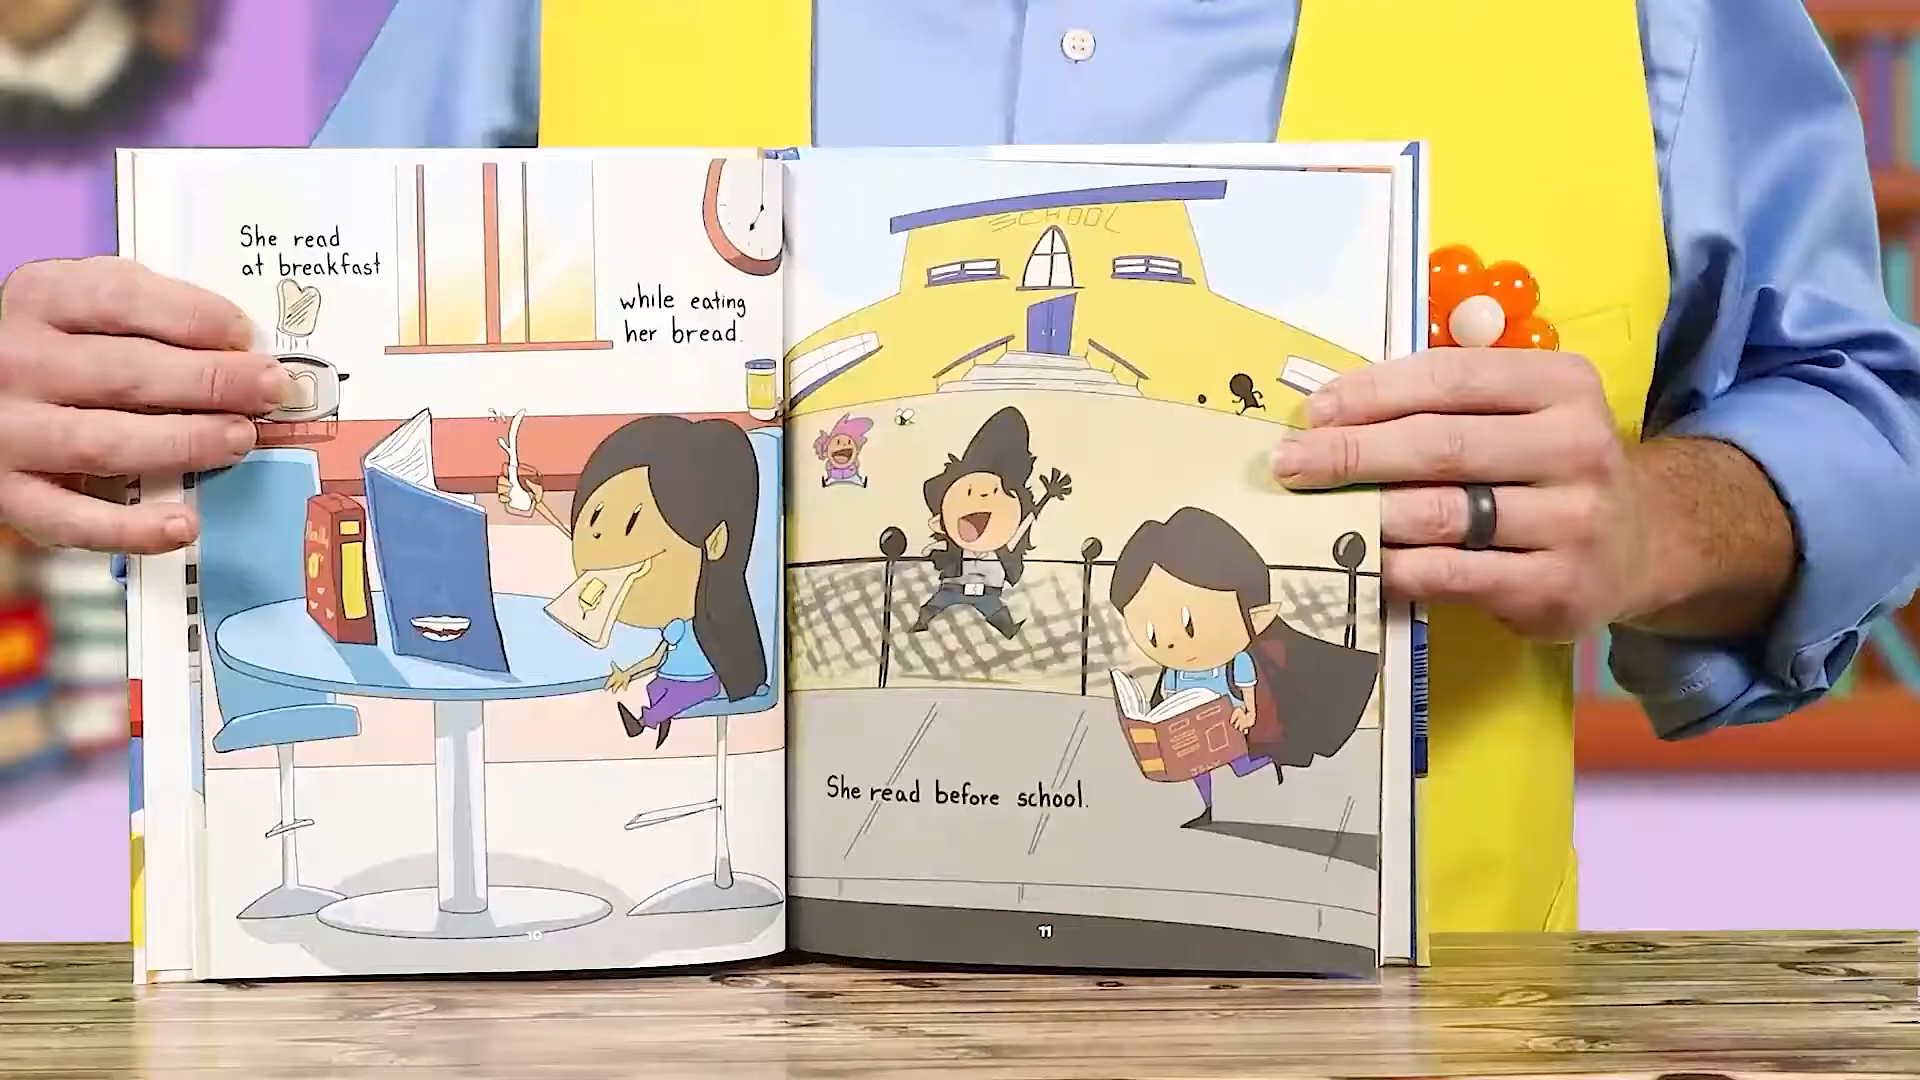 She read
at breakfast
while eating
her bread.
SCHOOL
She read before school.
10
11